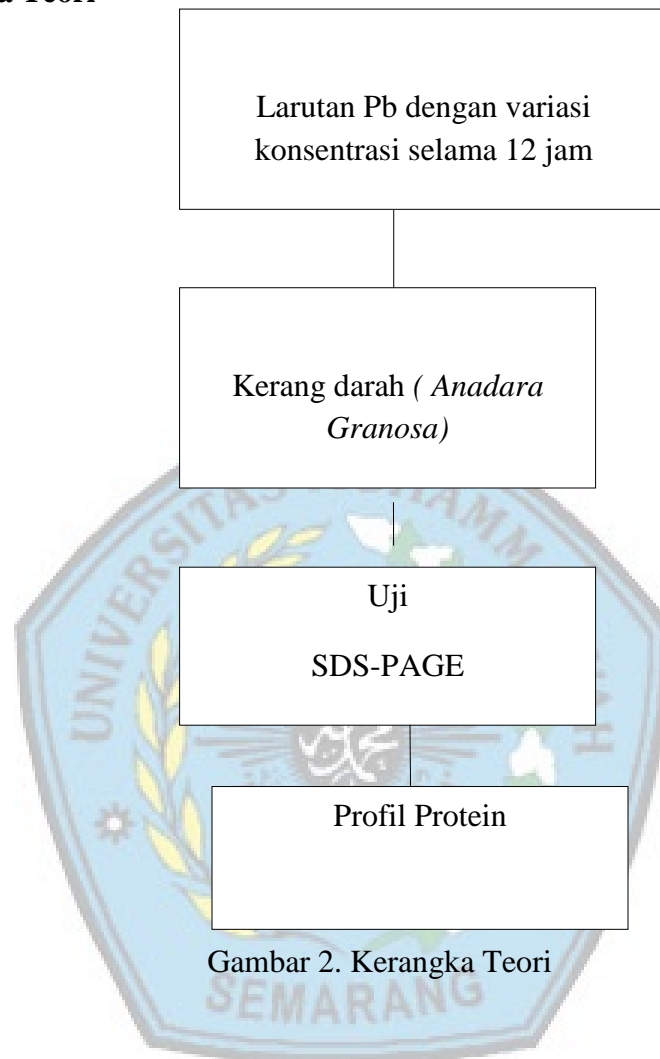 a Teori
Larutan Pb dengan variasi
konsentrasi selama 12 jam
Kerang darah ( Anadara
Granosa)
Uji
SDS-PAGE
Profil Protein
Gambar 2. Kerangka Teori
SEMARANG